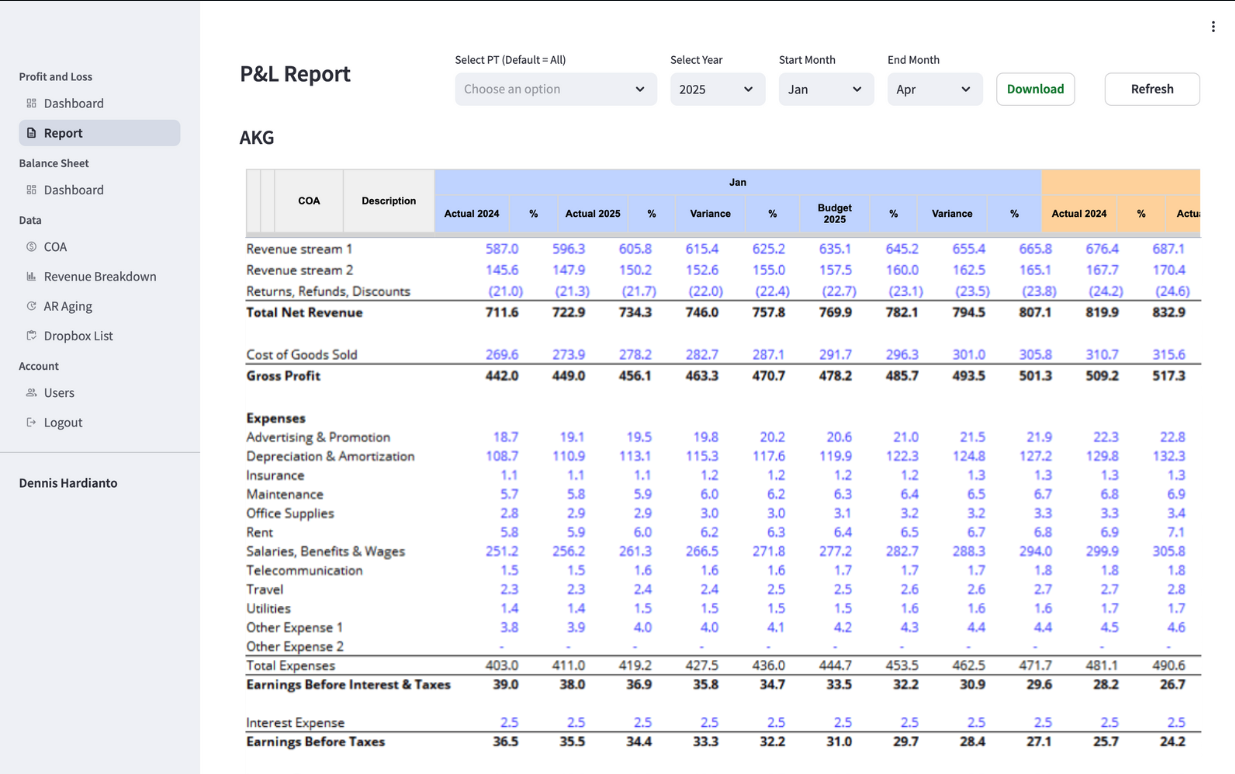 Profit and Loss
Dashboard
Report
Balance Sheet
Dashboard
Data
COA
Revenue Breakdown
AR Aging
Dropbox List
Account
Users
Logout
Dennis Hardianto
P&L Report
Select PT (Default = All)
Choose an option
Select Year
2025
Start Month
Jan
End Month
Apr
Download
Refresh
AKG
Jan
COA Description Actual 2024 % Actual 2025 % Variance % Budget 2025 % Variance % Actual 2024 % Actu
Revenue stream 1 587.0 596.3 605.8 615.4 625.2 635.1 645.2 655.4 665.8 676.4 687.1
Revenue stream 2 145.6 147.9 150.2 152.6 155.0 157.5 160.0 162.5 165.1 167.7 170.4
Returns, Refunds, Discounts (21.0) (21.3) (21.7) (22.0) (22.4) (22.7) (23.1) (23.5) (23.8) (24.2) (24.6)
Total Net Revenue 711.6 722.9 734.3 746.0 757.8 769.9 782.1 794.5 807.1 819.9 832.9
Cost of Goods Sold 269.6 273.9 278.2 282.7 287.1 291.7 296.3 301.0 305.8 310.7 315.6
Gross Profit 442.0 449.0 456.1 463.3 470.7 478.2 485.7 493.5 501.3 509.2 517.3
Expenses
Advertising & Promotion 18.7 19.1 19.5 19.8 20.2 20.6 21.0 21.5 21.9 22.3 22.8
Depreciation & Amortization 108.7 110.9 113.1 115.3 117.6 119.9 122.3 124.8 127.2 129.8 132.3
Insurance 1.1 1.1 1.1 1.2 1.2 1.2 1.2 1.3 1.3 1.3 1.3
Maintenance 5.7 5.8 5.9 6.0 6.2 6.3 6.4 6.5 6.7 6.8 6.9
Office Supplies 2.8 2.9 2.9 3.0 3.0 3.1 3.2 3.2 3.3 3.3 3.4
Rent 5.8 5.9 6.0 6.2 6.3 6.4 6.5 6.7 6.8 6.9 7.1
Salaries, Benefits & Wages 251.2 256.2 261.3 266.5 271.8 277.2 282.7 288.3 294.0 299.9 305.8
Telecommunication 1.5 1.5 1.6 1.6 1.6 1.7 1.7 1.7 1.8 1.8 1.8
Travel 2.3 2.3 2.4 2.4 2.5 2.5 2.6 2.6 2.7 2.7 2.8
Utilities 1.4 1.4 1.5 1.5 1.5 1.5 1.6 1.6 1.6 1.7 1.7
Other Expense 1 3.8 3.9 4.0 4.0 4.1 4.2 4.3 4.4 4.4 4.5 4.6
Other Expense 2 - - - - - - - - - - -
Total Expenses 403.0 411.0 419.2 427.5 436.0 444.7 453.5 462.5 471.7 481.1 490.6
Earnings Before Interest & Taxes 39.0 38.0 36.9 35.8 34.7 33.5 32.2 30.9 29.6 28.2 26.7
Interest Expense 2.5 2.5 2.5 2.5 2.5 2.5 2.5 2.5 2.5 2.5 2.5
Earnings Before Taxes 36.5 35.5 34.4 33.3 32.2 31.0 29.7 28.4 27.1 25.7 24.2